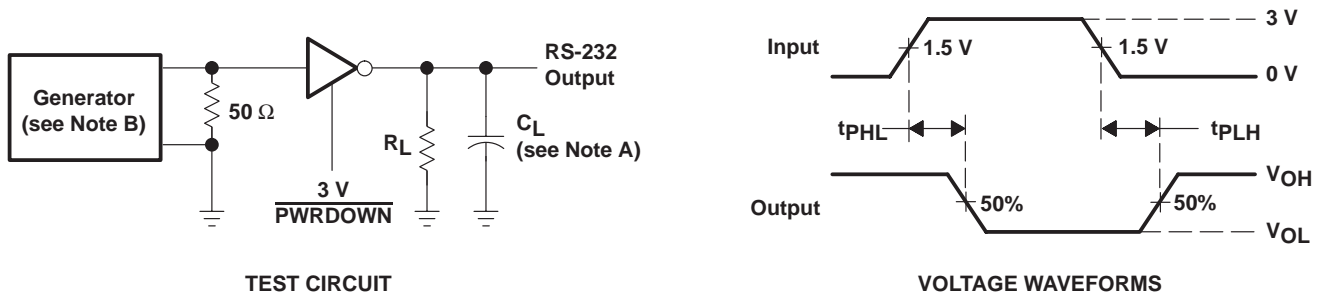 Generator
(see Note B)
50 Ω
3 V
PWRDOWN
RL
CL
(see Note A)
RS-232
Output
TEST CIRCUIT
Input
1.5 V
1.5 V
3 V
0 V
tPHL
tPLH
Output
50%
50%
VOH
VOL
VOLTAGE WAVEFORMS